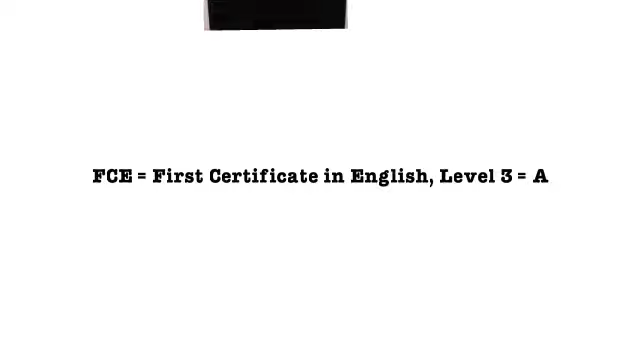 FCE = First Certificate in English, Level 3 = A